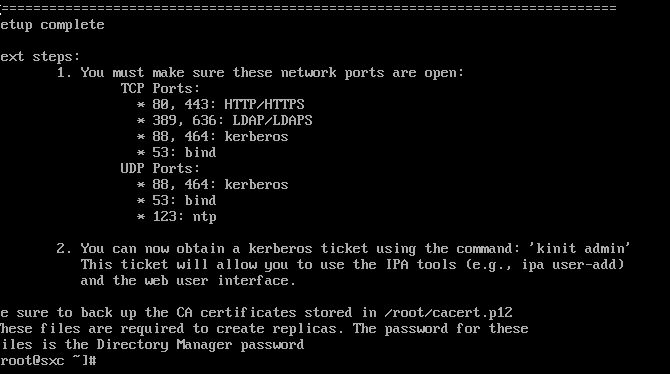 ==============================================================================
etup complete
ext steps:
1. You must make sure these network ports are open:
TCP Ports:
* 80, 443: HTTP/HTTPS
* 389, 636: LDAP/LDAPS
* 88, 464: kerberos
* 53: bind
UDP Ports:
* 88, 464: kerberos
* 53: bind
* 123: ntp
2. You can now obtain a kerberos ticket using the command: 'kinit admin'
This ticket will allow you to use the IPA tools (e.g., ipa user-add)
and the web user interface.
e sure to back up the CA certificates stored in /root/cacert.p12
hese files are required to create replicas. The password for these
iles is the Directory Manager password
root@sxc ~]#